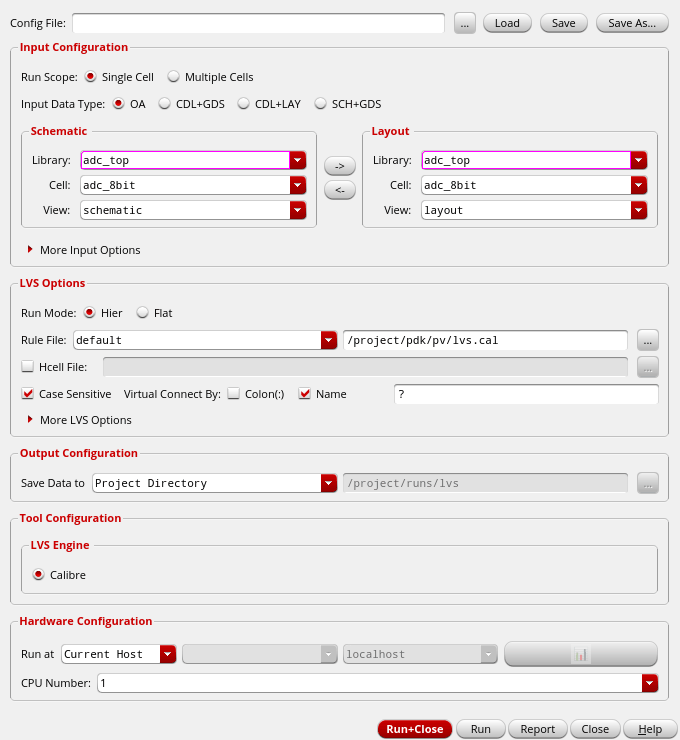 Config File: ... Load Save Save As...
Input Configuration
Run Scope: Single Cell Multiple Cells
Input Data Type: OA CDL+GDS CDL+LAY SCH+GDS
Schematic Layout
Library: adc_top -> Library: adc_top
Cell: adc_8bit <- Cell: adc_8bit
View: schematic View: layout
More Input Options
LVS Options
Run Mode: Hier Flat
Rule File: default /project/pdk/pv/lvs.cal ...
Hcell File: ...
Case Sensitive Virtual Connect By: Colon(:) Name ?
More LVS Options
Output Configuration
Save Data to Project Directory /project/runs/lvs ...
Tool Configuration
LVS Engine
Calibre
Hardware Configuration
Run at Current Host localhost
CPU Number: 1
Run+Close Run Report Close Help